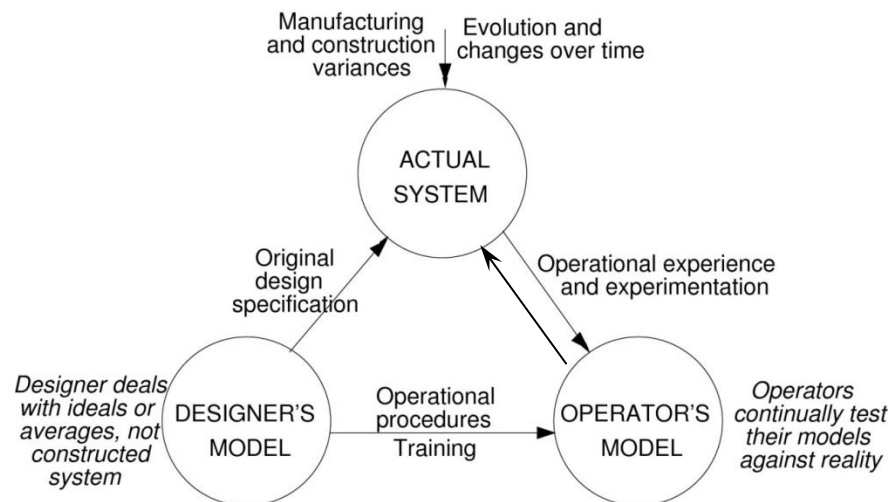 Manufacturing
and construction
variances
Evolution and
changes over time
ACTUAL
SYSTEM
Original
design
specification
Operational experience
and experimentation
Designer deals
with ideals or
averages, not
constructed
system
DESIGNER'S
MODEL
Operational
procedures
Training
OPERATOR'S
MODEL
Operators
continually test
their models
against reality